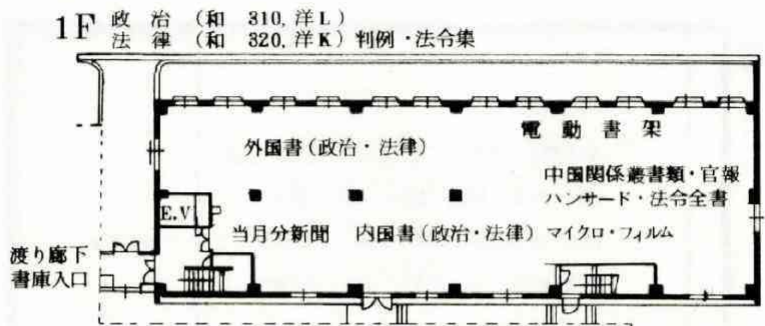 1F 政治(和 310, 洋L)
法律(和 320, 洋K)判例・法令集
電動書架
外国書(政治・法律)
中国関係叢書類・官報
ハンサード・法令全書
E.V
当月分新聞 内国書(政治・法律) マイクロ・フィルム
渡り廊下
書庫入口